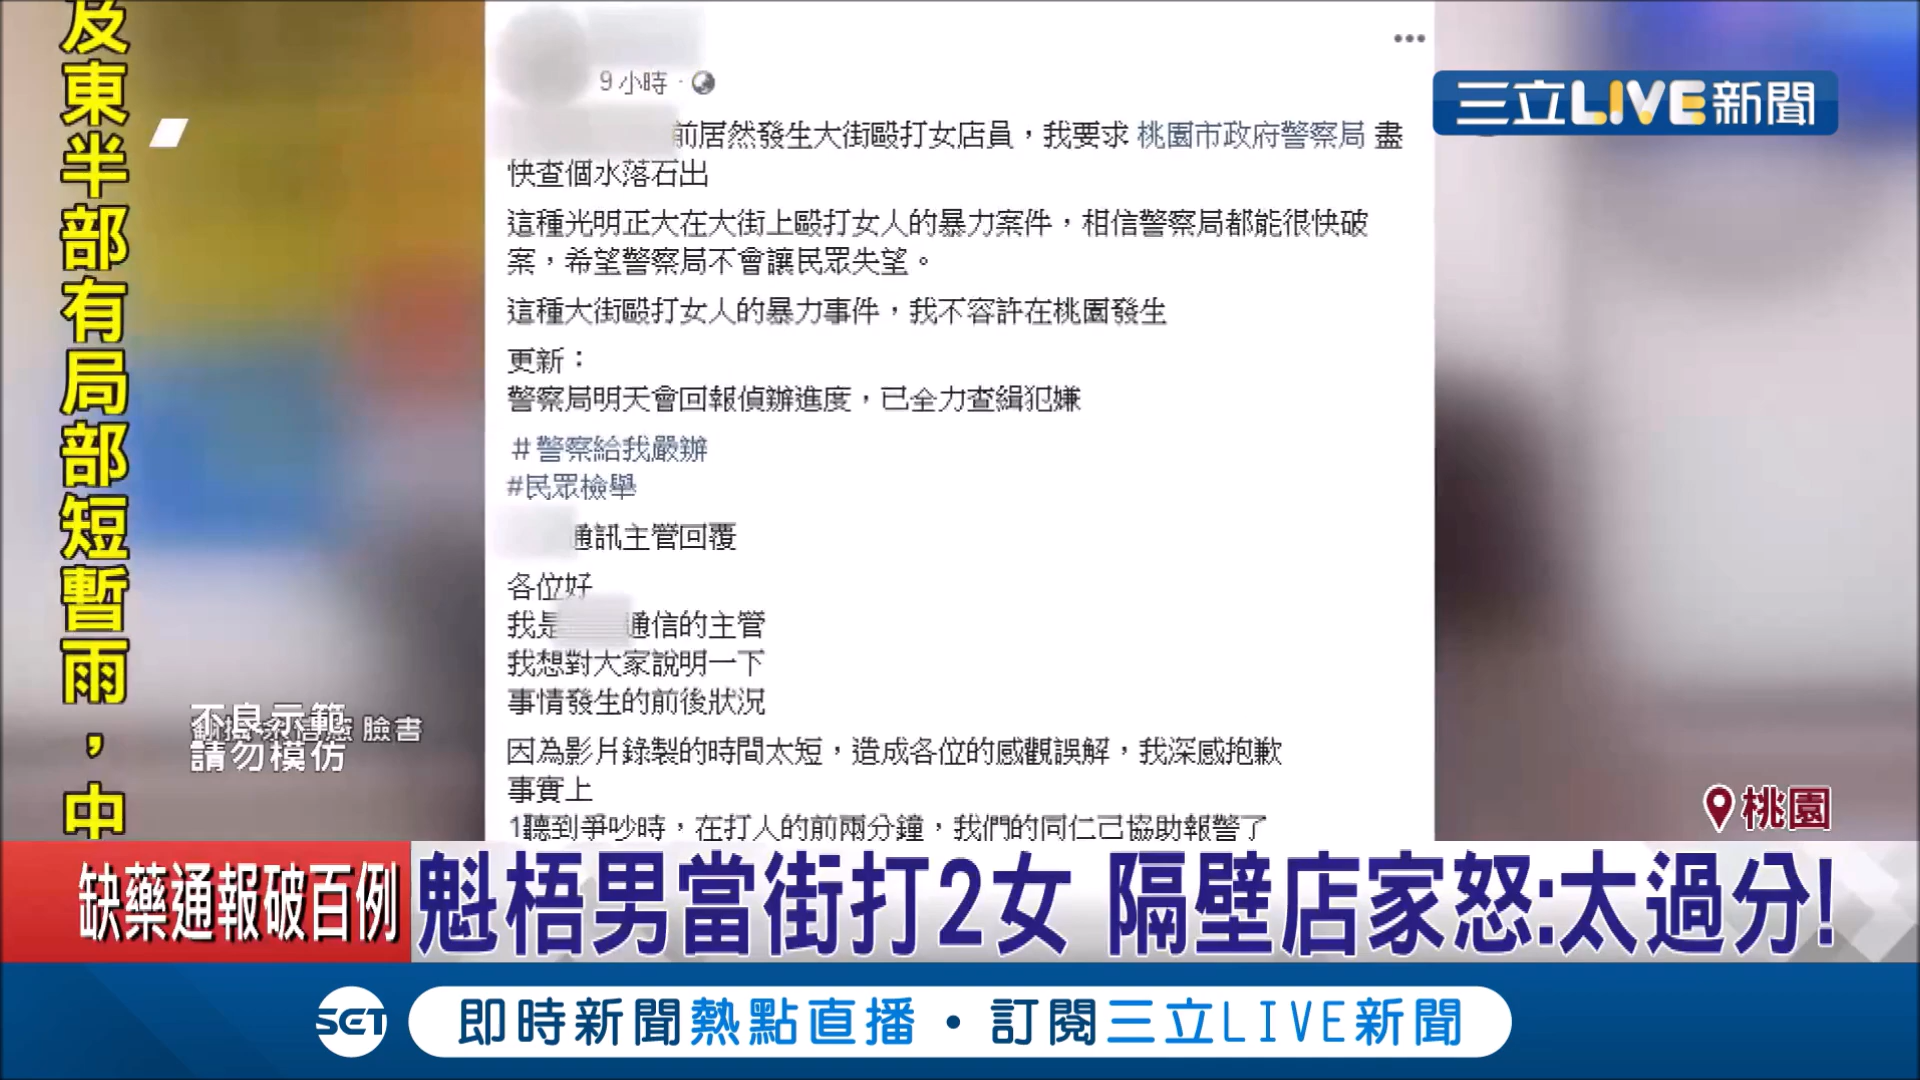 及東半部有局部短暫雨，中
9 小時
三立LIVE新聞
前居然發生大街毆打女店員，我要求 桃園市政府警察局 盡
快查個水落石出
這種光明正大在大街上毆打女人的暴力案件，相信警察局都能很快破
案，希望警察局不會讓民眾失望。
這種大街毆打女人的暴力事件，我不容許在桃園發生
更新：
警察局明天會回報偵辦進度，已全力查緝犯嫌
#警察給我嚴辦
#民眾檢舉
通訊主管回覆
各位好
我是 通信的主管
我想對大家說明一下
事情發生的前後狀況
因為影片錄製的時間太短，造成各位的感觀誤解，我深感抱歉
事實上
1聽到爭吵時，在打人的前兩分鐘，我們的同仁己協助報警了
不良示範
請勿模仿
臉書
桃園
缺藥通報破百例
魁梧男當街打2女 隔壁店家怒:太過分!
SET
即時新聞熱點直播・訂閱三立LIVE新聞